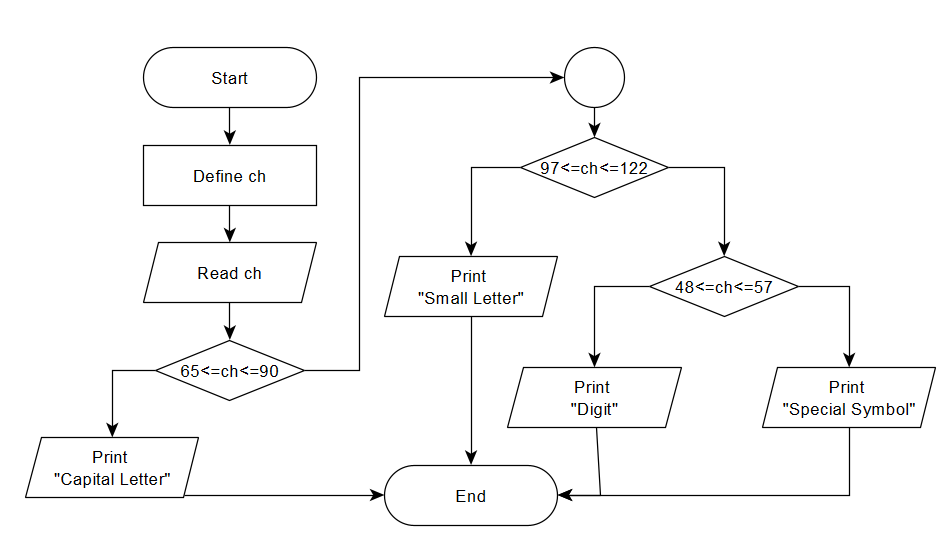 Start
Define ch
Read ch
65<=ch<=90
Print
"Capital Letter"
97<=ch<=122
Print
"Small Letter"
48<=ch<=57
Print
"Digit"
Print
"Special Symbol"
End